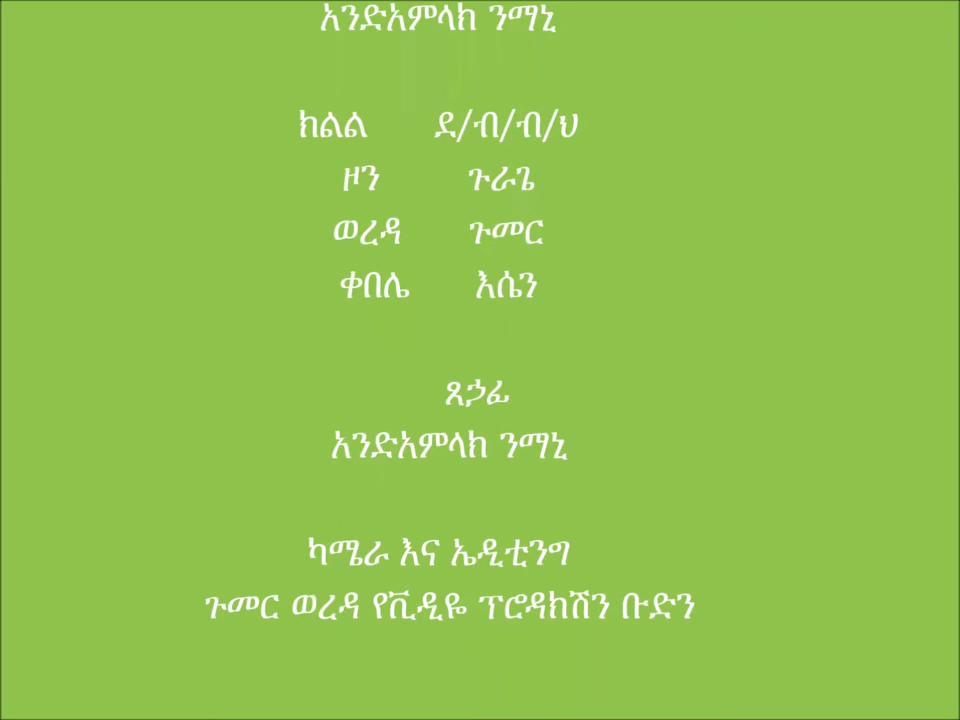 አንድአምላክ ንማኒ
ክልል ደ/ብ/ብ/ህ
ዞን ጉራጌ
ወረዳ ጉመር
ቀበሌ እሴን
ጸኃፊ
አንድአምላክ ንማኒ
ካሜራ እና ኤዲቲንግ
ጉመር ወረዳ የቪዲዬ ፕሮዳክሽን ቡድን